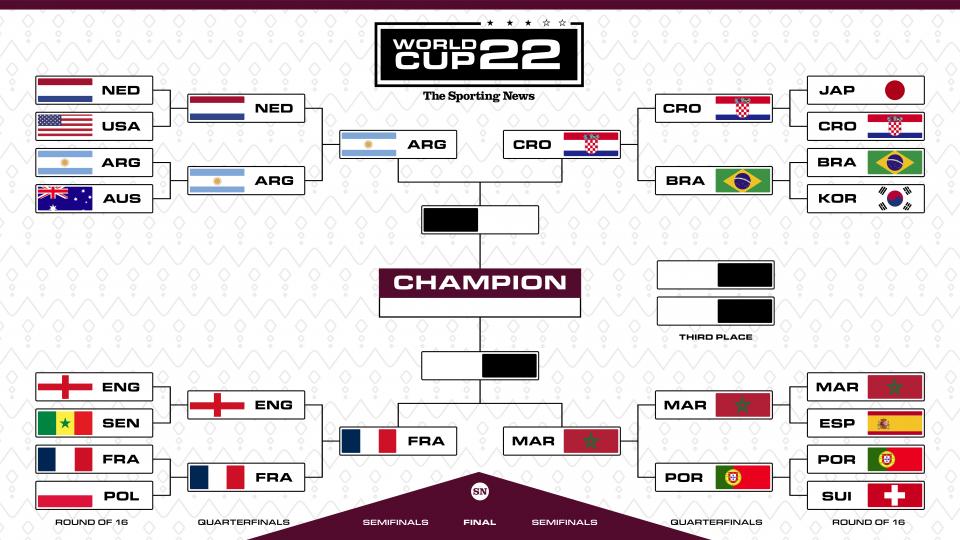 WORLD
CUP 22
The Sporting News
NED
USA
ARG
AUS
NED
ARG
ARG
CRO
CRO
BRA
JAP
CRO
BRA
KOR
CHAMPION
THIRD PLACE
ENG
SEN
FRA
POL
ENG
FRA
FRA
MAR
MAR
POR
MAR
ESP
POR
SUI
SN
ROUND OF 16
QUARTERFINALS
SEMIFINALS
FINAL
SEMIFINALS
QUARTERFINALS
ROUND OF 16